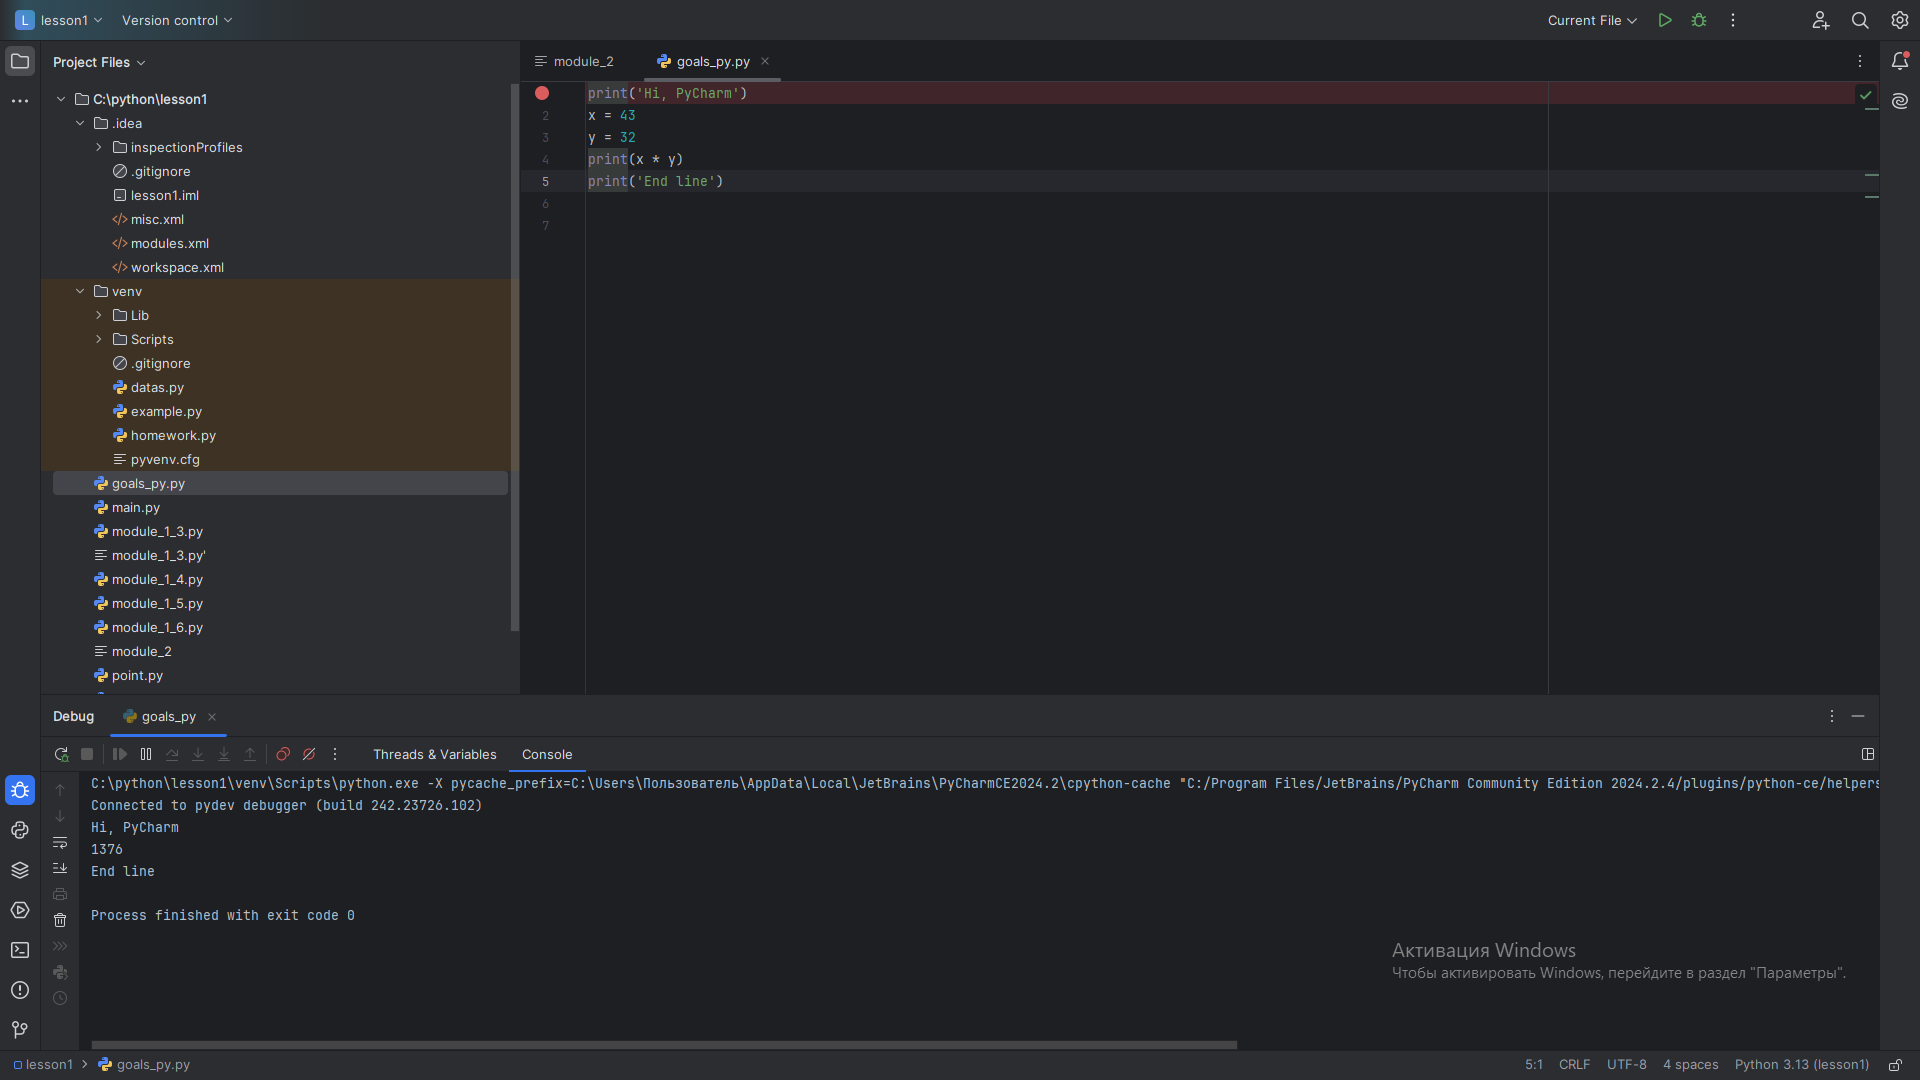 L lesson1 Version control Current File
Project Files
C:\python\lesson1
.idea
inspectionProfiles
.gitignore
lesson1.iml
misc.xml
modules.xml
workspace.xml
venv
Lib
Scripts
.gitignore
datas.py
example.py
homework.py
pyvenv.cfg
goals_py.py
main.py
module_1_3.py
module_1_3.py'
module_1_4.py
module_1_5.py
module_1_6.py
module_2
point.py
module_2 goals_py.py
print('Hi, PyCharm')
2 x = 43
3 y = 32
4 print(x * y)
5 print('End line')
6
7
Debug goals_py
Threads & Variables Console
C:\python\lesson1\venv\Scripts\python.exe -X pycache_prefix=C:\Users\Пользователь\AppData\Local\JetBrains\PyCharmCE2024.2\cpython-cache "C:/Program Files/JetBrains/PyCharm Community Edition 2024.2.4/plugins/python-ce/helpers
Connected to pydev debugger (build 242.23726.102)
Hi, PyCharm
1376
End line
Process finished with exit code 0
Активация Windows
Чтобы активировать Windows, перейдите в раздел "Параметры".
lesson1 goals_py.py 5:1 CRLF UTF-8 4 spaces Python 3.13 (lesson1)